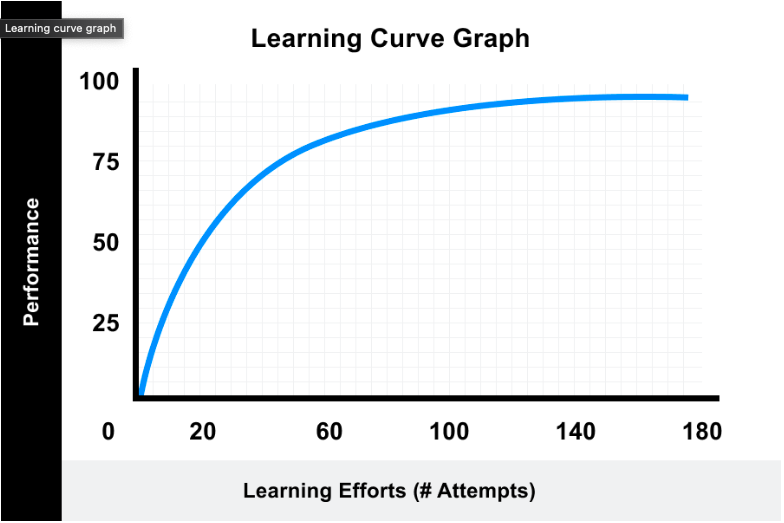 Learning curve graph
Learning Curve Graph
100
75
50
25
Performance
0 20 60 100 140 180
Learning Efforts (# Attempts)